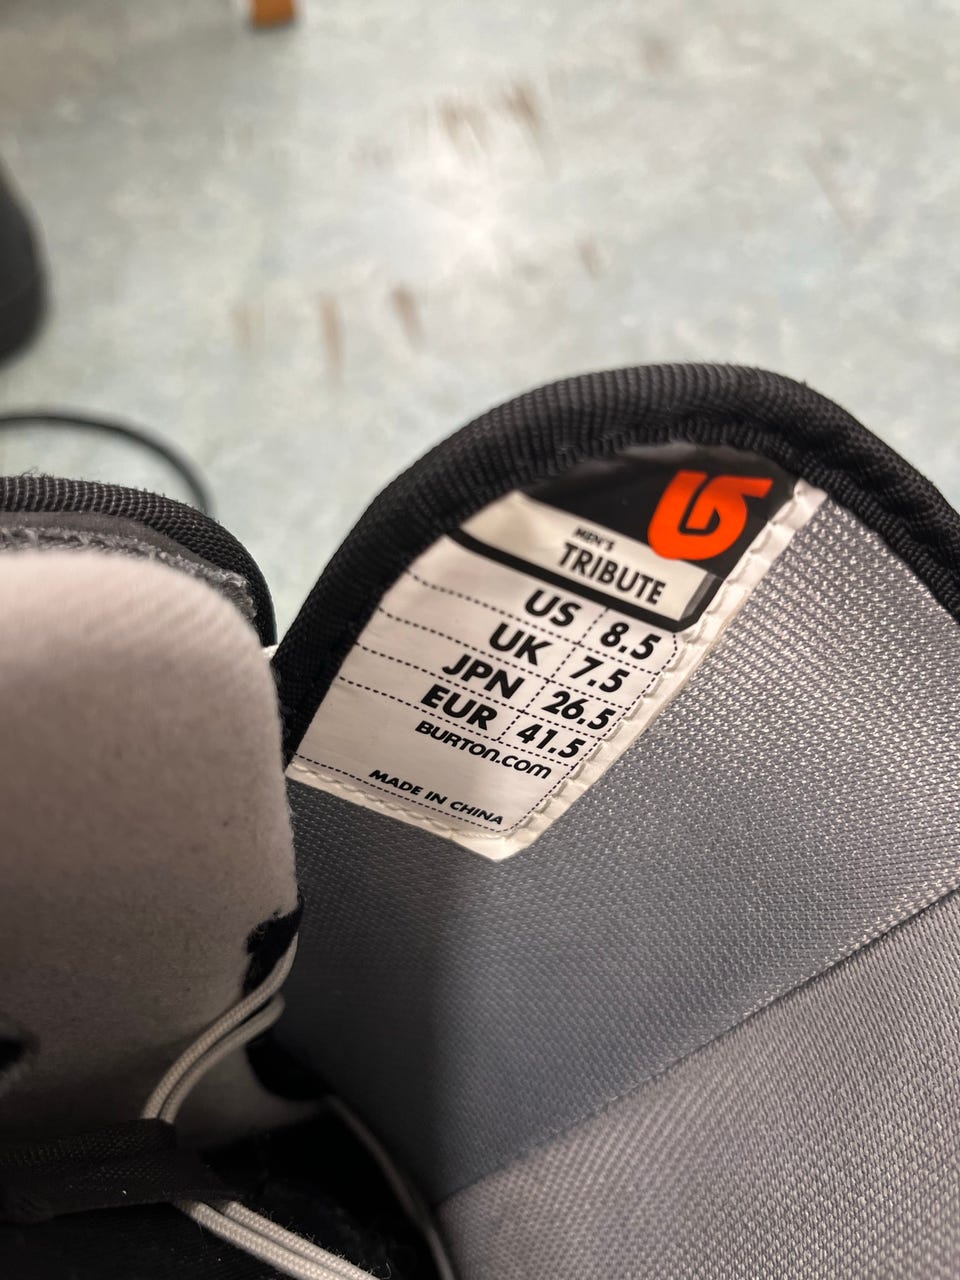 MEN'S
TRIBUTE
US 8.5
UK 7.5
JPN 26.5
EUR 41.5
BURTON.com
MADE IN CHINA